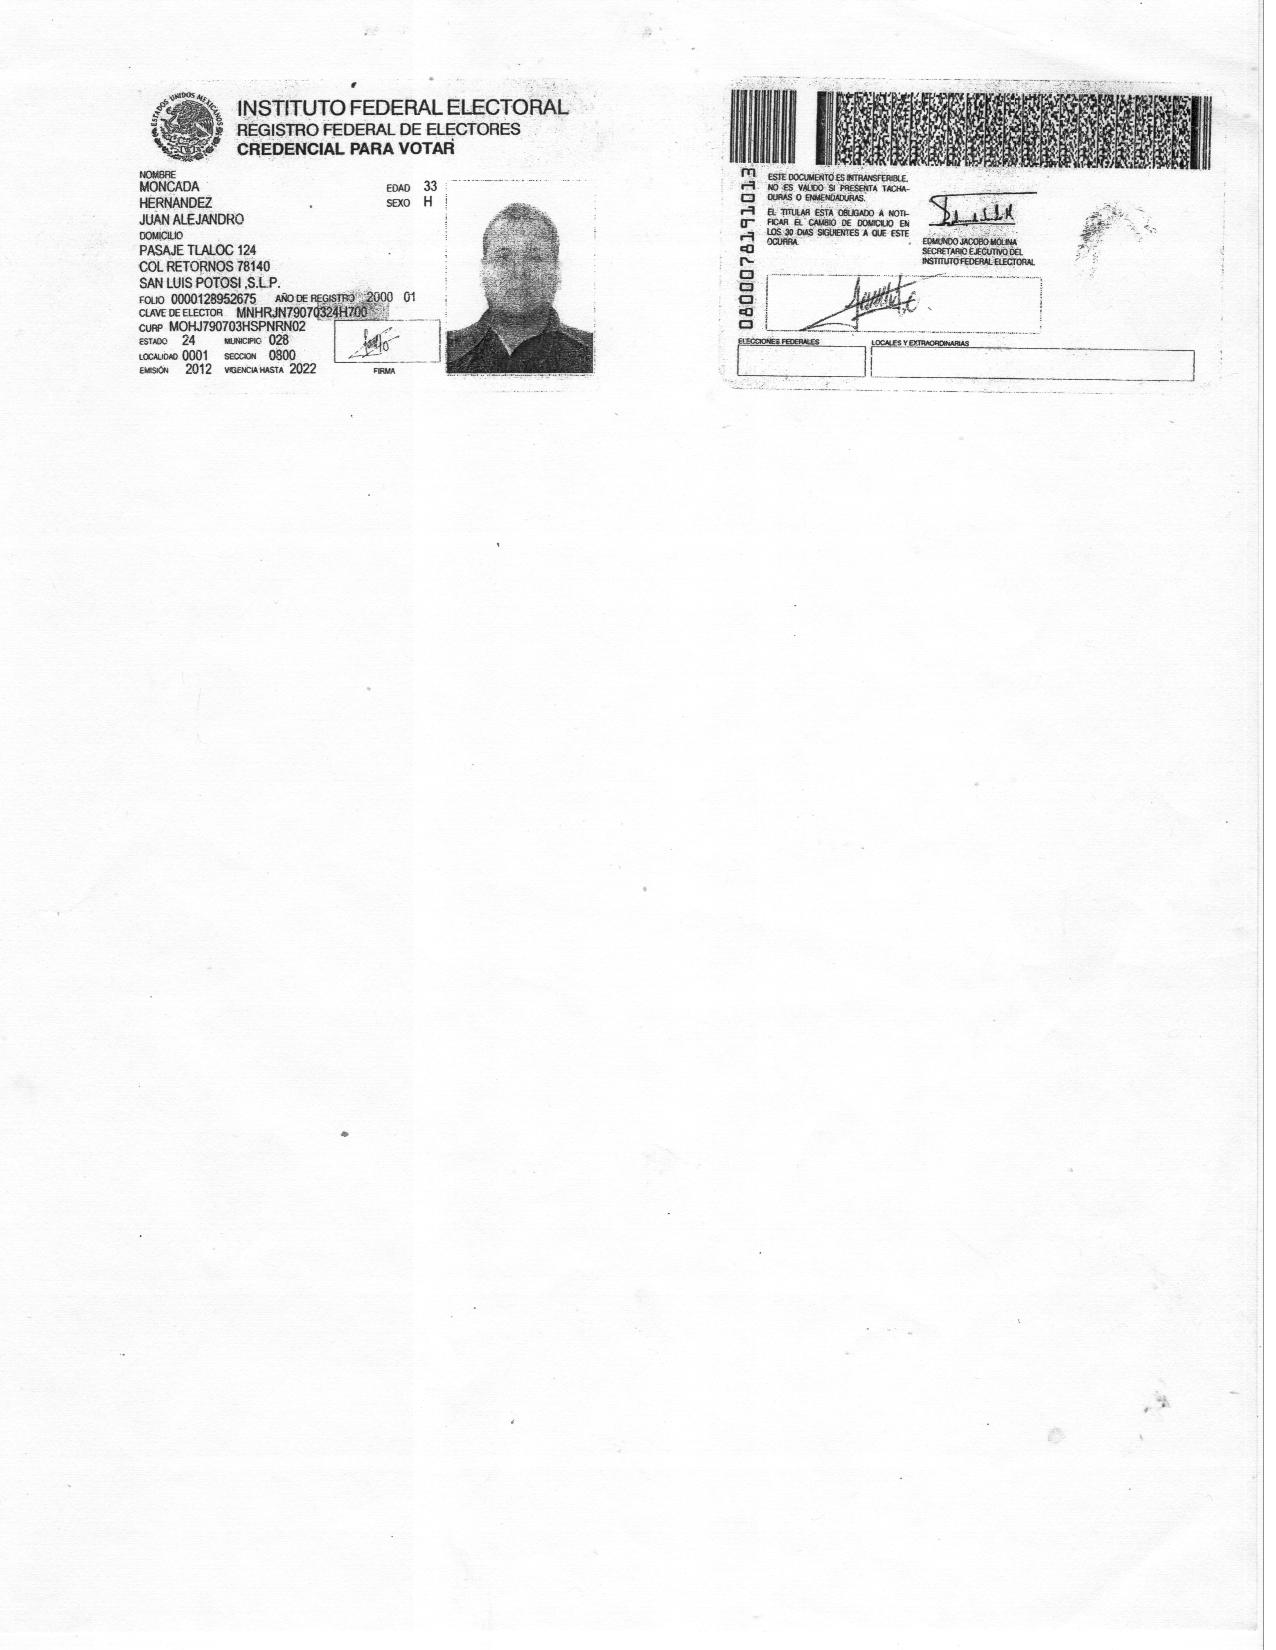 ESTADOS UNIDOS MEXICANOS
INSTITUTO FEDERAL ELECTORAL
REGISTRO FEDERAL DE ELECTORES
CREDENCIAL PARA VOTAR
NOMBRE
MONCADA
HERNANDEZ
JUAN ALEJANDRO
EDAD 33
SEXO H
DOMICILIO
PASAJE TLALOC 124
COL RETORNOS 78140
SAN LUIS POTOSI ,S.L.P.
FOLIO 0000128952675 AÑO DE REGISTRO 2000 01
CLAVE DE ELECTOR MNHRJN79070324H700
CURP MOHJ790703HSPNRN02
ESTADO 24 MUNICIPIO 028
LOCALIDAD 0001 SECCION 0800
EMISIÓN 2012 VIGENCIA HASTA 2022
FIRMA
ESTE DOCUMENTO ES INTRANSFERIBLE.
NO ES VALIDO SI PRESENTA TACHA-
DURAS O ENMENDADURAS.
EL TITULAR ESTA OBLIGADO A NOTI-
FICAR EL CAMBIO DE DOMICILIO EN
LOS 30 DIAS SIGUIENTES A QUE ESTE
OCURRA.
EDMUNDO JACOBO MOLINA
SECRETARIO EJECUTIVO DEL
INSTITUTO FEDERAL ELECTORAL
ELECCIONES FEDERALES
LOCALES Y EXTRAORDINARIAS